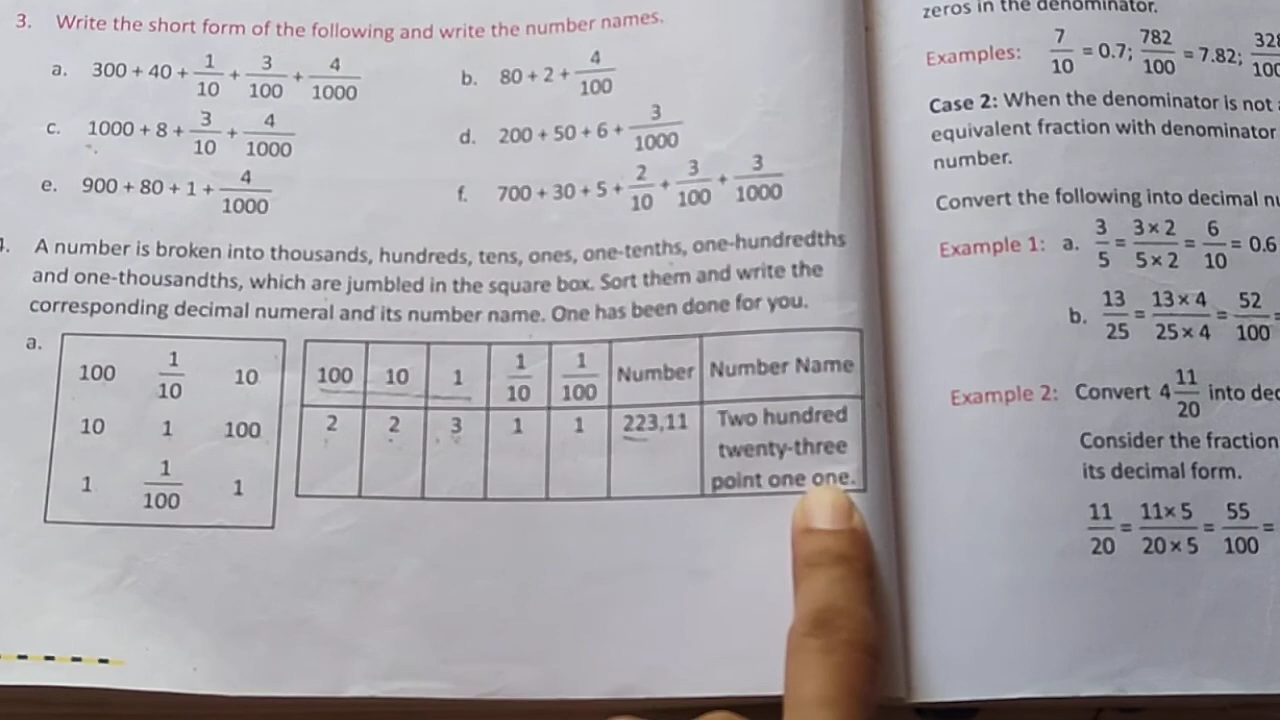 3. Write the short form of the following and write the number names.
a. 300 + 40 + 1/10 + 3/100 + 4/1000
b. 80 + 2 + 4/100
c. 1000 + 8 + 3/10 + 4/1000
d. 200 + 50 + 6 + 3/1000
e. 900 + 80 + 1 + 4/1000
f. 700 + 30 + 5 + 2/10 + 3/100 + 3/1000
A number is broken into thousands, hundreds, tens, ones, one-tenths, one-hundredths
and one-thousandths, which are jumbled in the square box. Sort them and write the
corresponding decimal numeral and its number name. One has been done for you.
a.
100 1/10 10
10 1 100
1 1/100 1
100 10 1 1/10 1/100 Number Number Name
2 2 3 1 1 223,11 Two hundred
twenty-three
point one one.
zeros in the denominator.
Examples: 7/10 = 0.7; 782/100 = 7.82;
Case 2: When the denominator is not
equivalent fraction with denominator
number.
Convert the following into decimal
Example 1: a. 3/5 = 3 × 2/5 × 2 = 6/10 = 0.6
b. 13/25 = 13 × 4/25 × 4 = 52/100 =
Example 2: Convert 4 11/20 into
Consider the fraction
its decimal form.
11/20 = 11× 5/20 × 5 = 55/100 =